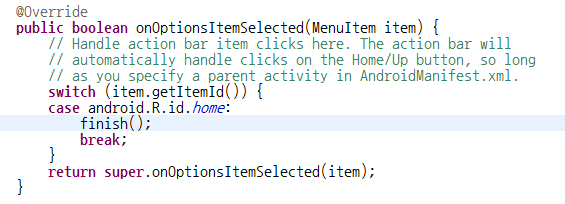 @Override
public boolean onOptionsItemSelected(MenuItem item) {
// Handle action bar item clicks here. The action bar will
// automatically handle clicks on the Home/Up button, so long
// as you specify a parent activity in AndroidManifest.xml.
switch (item.getItemId()) {
case android.R.id.home:
finish();
break;
}
return super.onOptionsItemSelected(item);
}